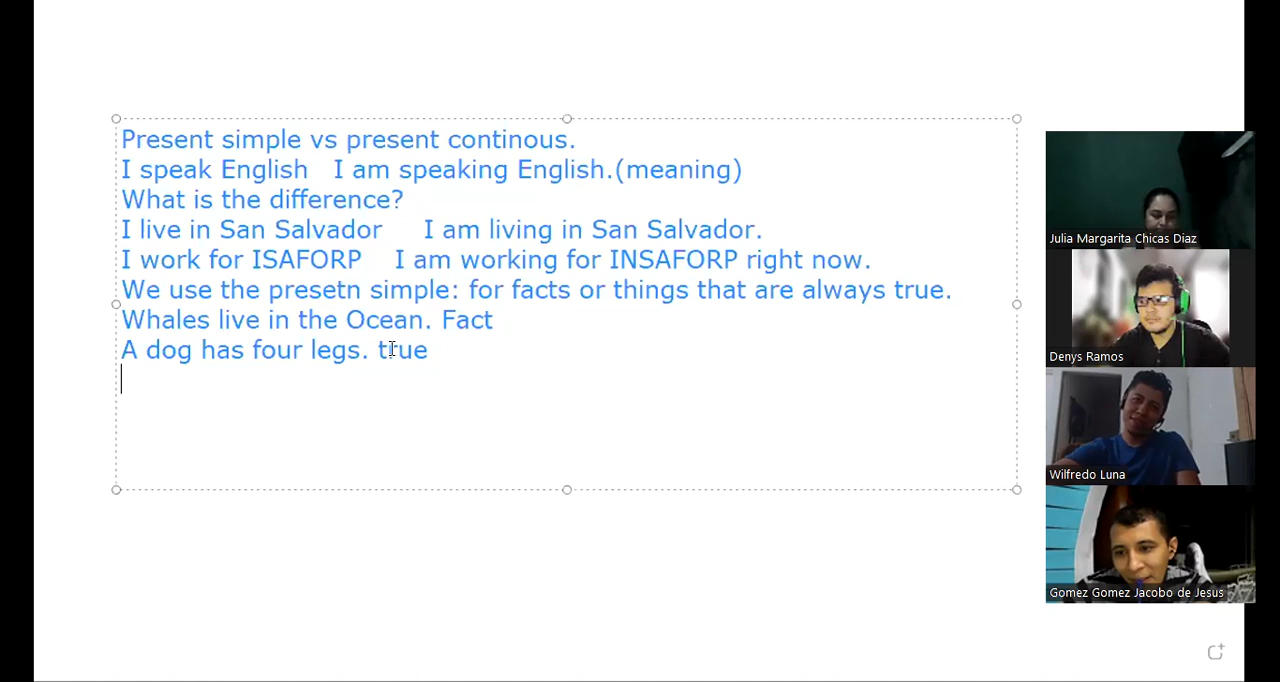 Present simple vs present continous.
I speak English I am speaking English.(meaning)
What is the difference?
I live in San Salvador I am living in San Salvador.
I work for ISAFORP I am working for INSAFORP right now.
We use the presetn simple: for facts or things that are always true.
Whales live in the Ocean. Fact
A dog has four legs. true
Julia Margarita Chicas Diaz
Denys Ramos
Wilfredo Luna
Gomez Gomez Jacobo de Jesus